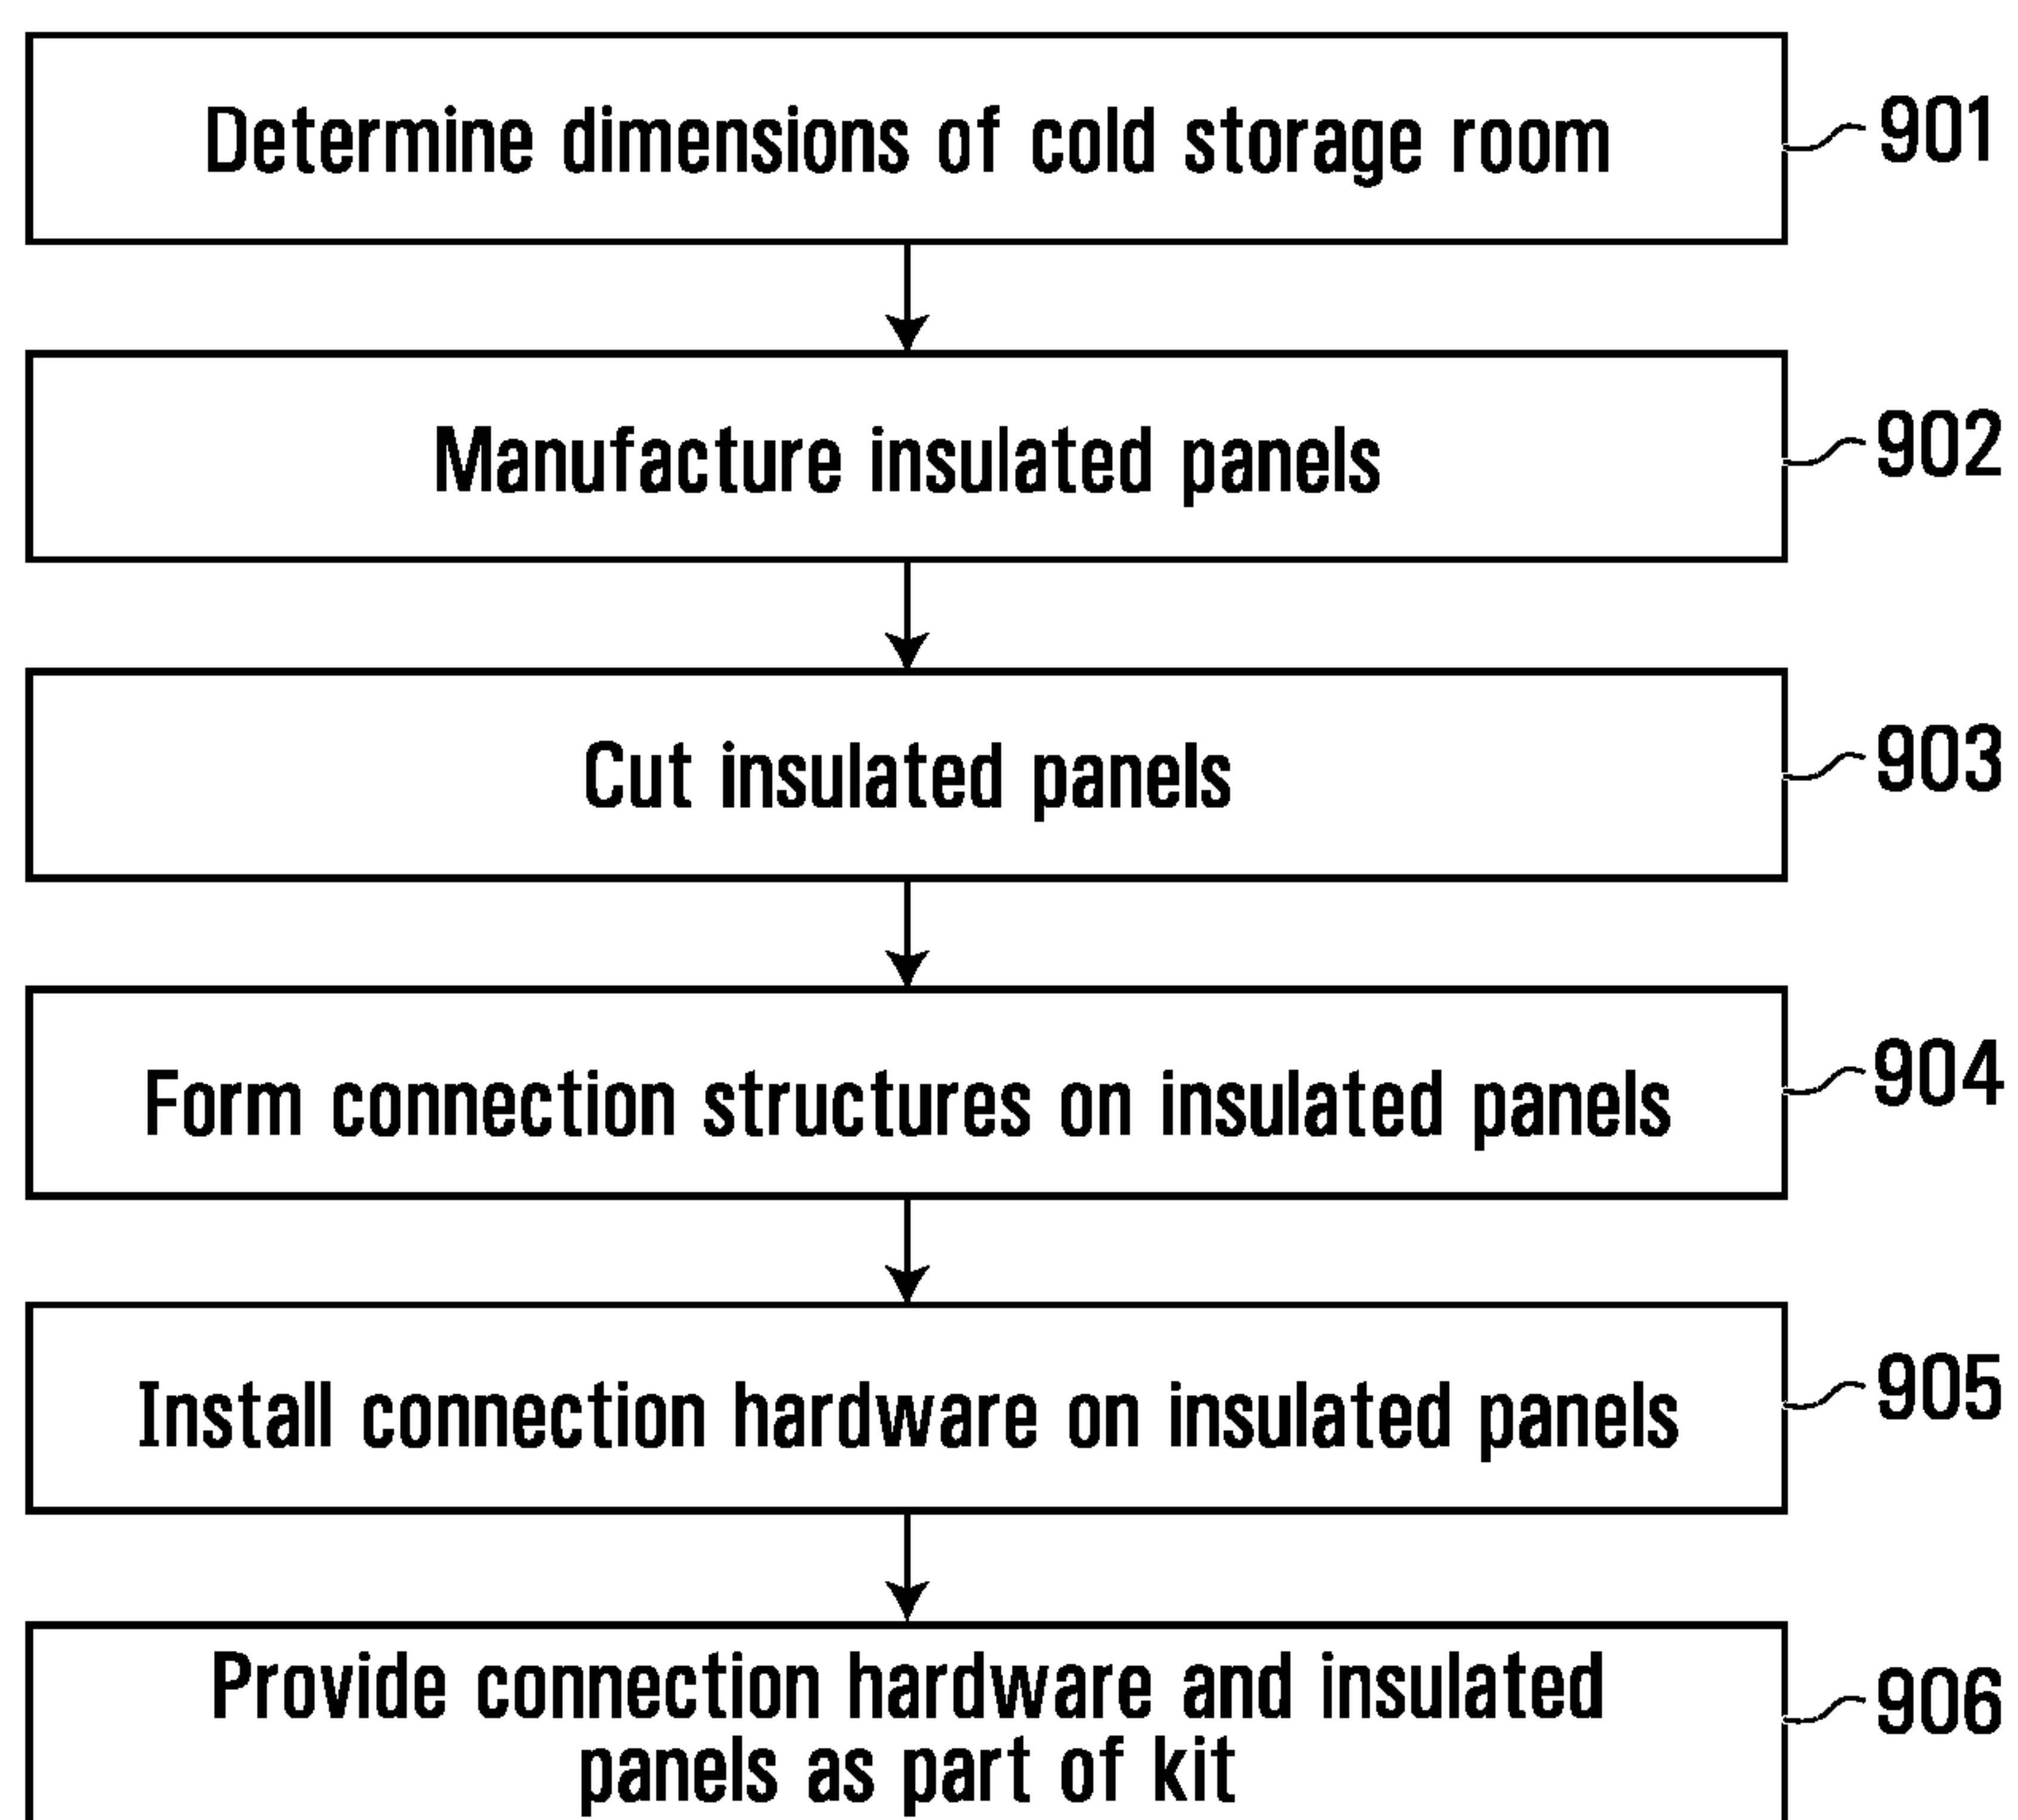 Determine dimensions of cold storage room 901
Manufacture insulated panels 902
Cut insulated panels 903
Form connection structures on insulated panels 904
Install connection hardware on insulated panels 905
Provide connection hardware and insulated
panels as part of kit
906